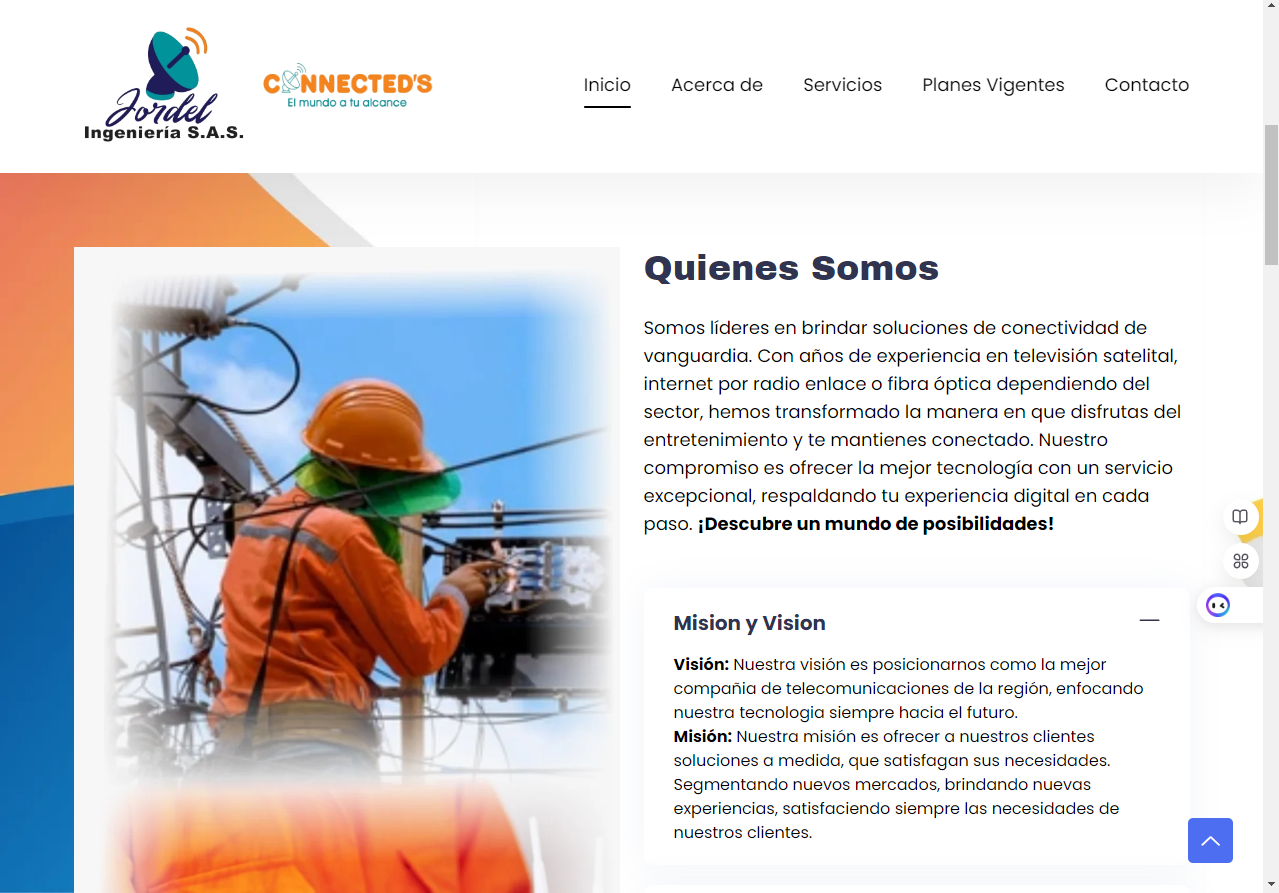 Jordel
Ingeniería S.A.S.
CONNECTED'S
El mundo a tu alcance
Inicio
Acerca de
Servicios
Planes Vigentes
Contacto
Quienes Somos
Somos líderes en brindar soluciones de conectividad de
vanguardia. Con años de experiencia en televisión satelital,
internet por radio enlace o fibra óptica dependiendo del
sector, hemos transformado la manera en que disfrutas del
entretenimiento y te mantienes conectado. Nuestro
compromiso es ofrecer la mejor tecnología con un servicio
excepcional, respaldando tu experiencia digital en cada
paso. ¡Descubre un mundo de posibilidades!
Mision y Vision
Visión: Nuestra visión es posicionarnos como la mejor
compañia de telecomunicaciones de la región, enfocando
nuestra tecnologia siempre hacia el futuro.
Misión: Nuestra misión es ofrecer a nuestros clientes
soluciones a medida, que satisfagan sus necesidades.
Segmentando nuevos mercados, brindando nuevas
experiencias, satisfaciendo siempre las necesidades de
nuestros clientes.